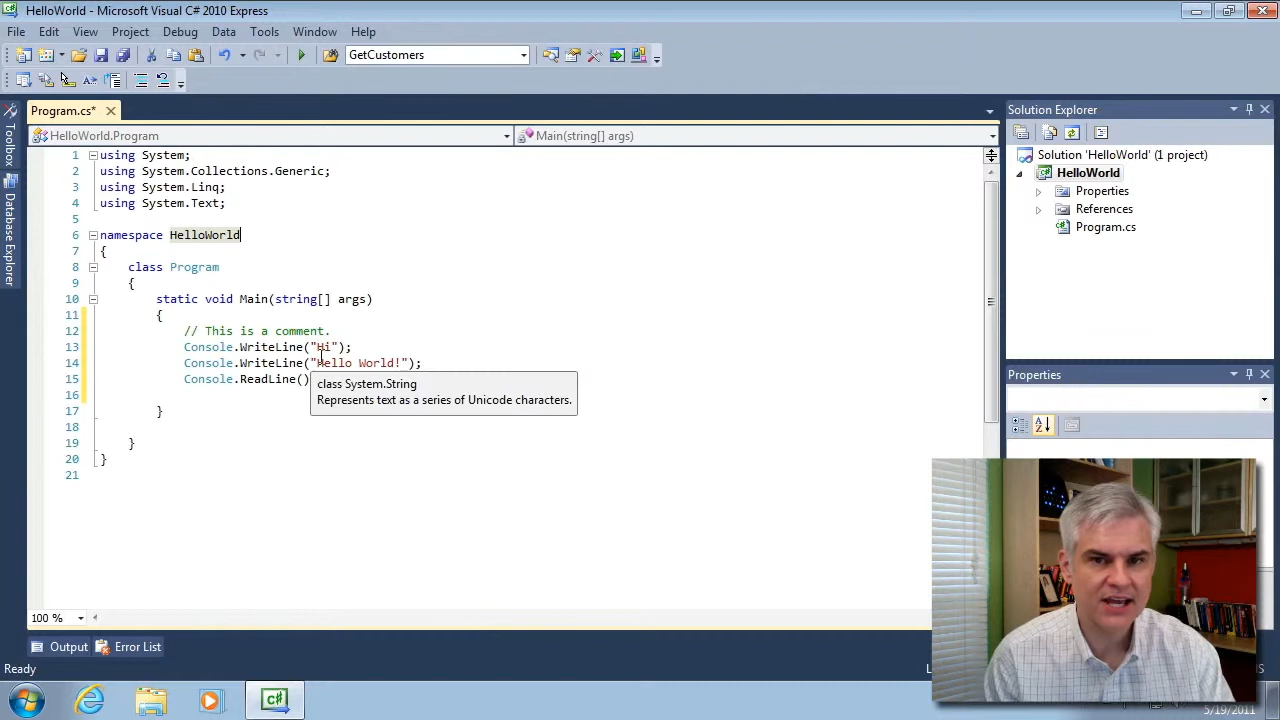 HelloWorld - Microsoft Visual C# 2010 Express
File Edit View Project Debug Data Tools Window Help
GetCustomers
Program.cs*
HelloWorld.Program
Main(string[] args)
1 using System;
2 using System.Collections.Generic;
3 using System.Linq;
4 using System.Text;
5
6 namespace HelloWorld
7 {
8 class Program
9 {
10 static void Main(string[] args)
11 {
12 // This is a comment.
13 Console.WriteLine("Hi");
14 Console.WriteLine("Hello World!");
15 Console.ReadLine()
class System.String
Represents text as a series of Unicode characters.
16
17 }
18
19 }
20 }
21
100 %
Toolbox
Database Explorer
Solution Explorer
Solution 'HelloWorld' (1 project)
HelloWorld
Properties
References
Program.cs
Properties
Output Error List
Ready
C#
5/19/2011